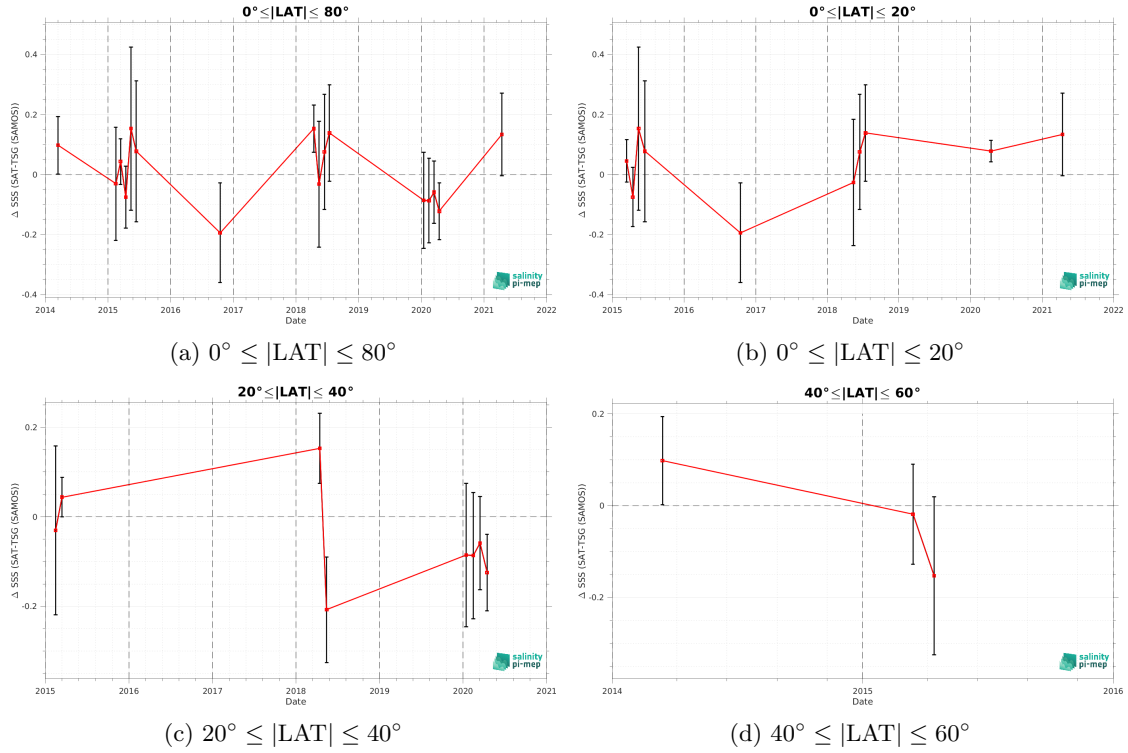 0°≤|LAT|≤ 80°
Δ SSS (SAT-TSG (SAMOS))
0.4
0.2
0
-0.2
-0.4
2014 2015 2016 2017 2018 2019 2020 2021 2022
Date
salinity
pi-mep
(a) 0° ≤ |LAT| ≤ 80°
0°≤|LAT|≤ 20°
Δ SSS (SAT-TSG (SAMOS))
0.4
0.2
0
-0.2
-0.4
2015 2016 2017 2018 2019 2020 2021 2022
Date
salinity
pi-mep
(b) 0° ≤ |LAT| ≤ 20°
20°≤|LAT|≤ 40°
Δ SSS (SAT-TSG (SAMOS))
0.2
0
-0.2
2015 2016 2017 2018 2019 2020 2021
Date
salinity
pi-mep
(c) 20° ≤ |LAT| ≤ 40°
40°≤|LAT|≤ 60°
Δ SSS (SAT-TSG (SAMOS))
0.2
0
-0.2
2014 2015 2016
Date
salinity
pi-mep
(d) 40° ≤ |LAT| ≤ 60°